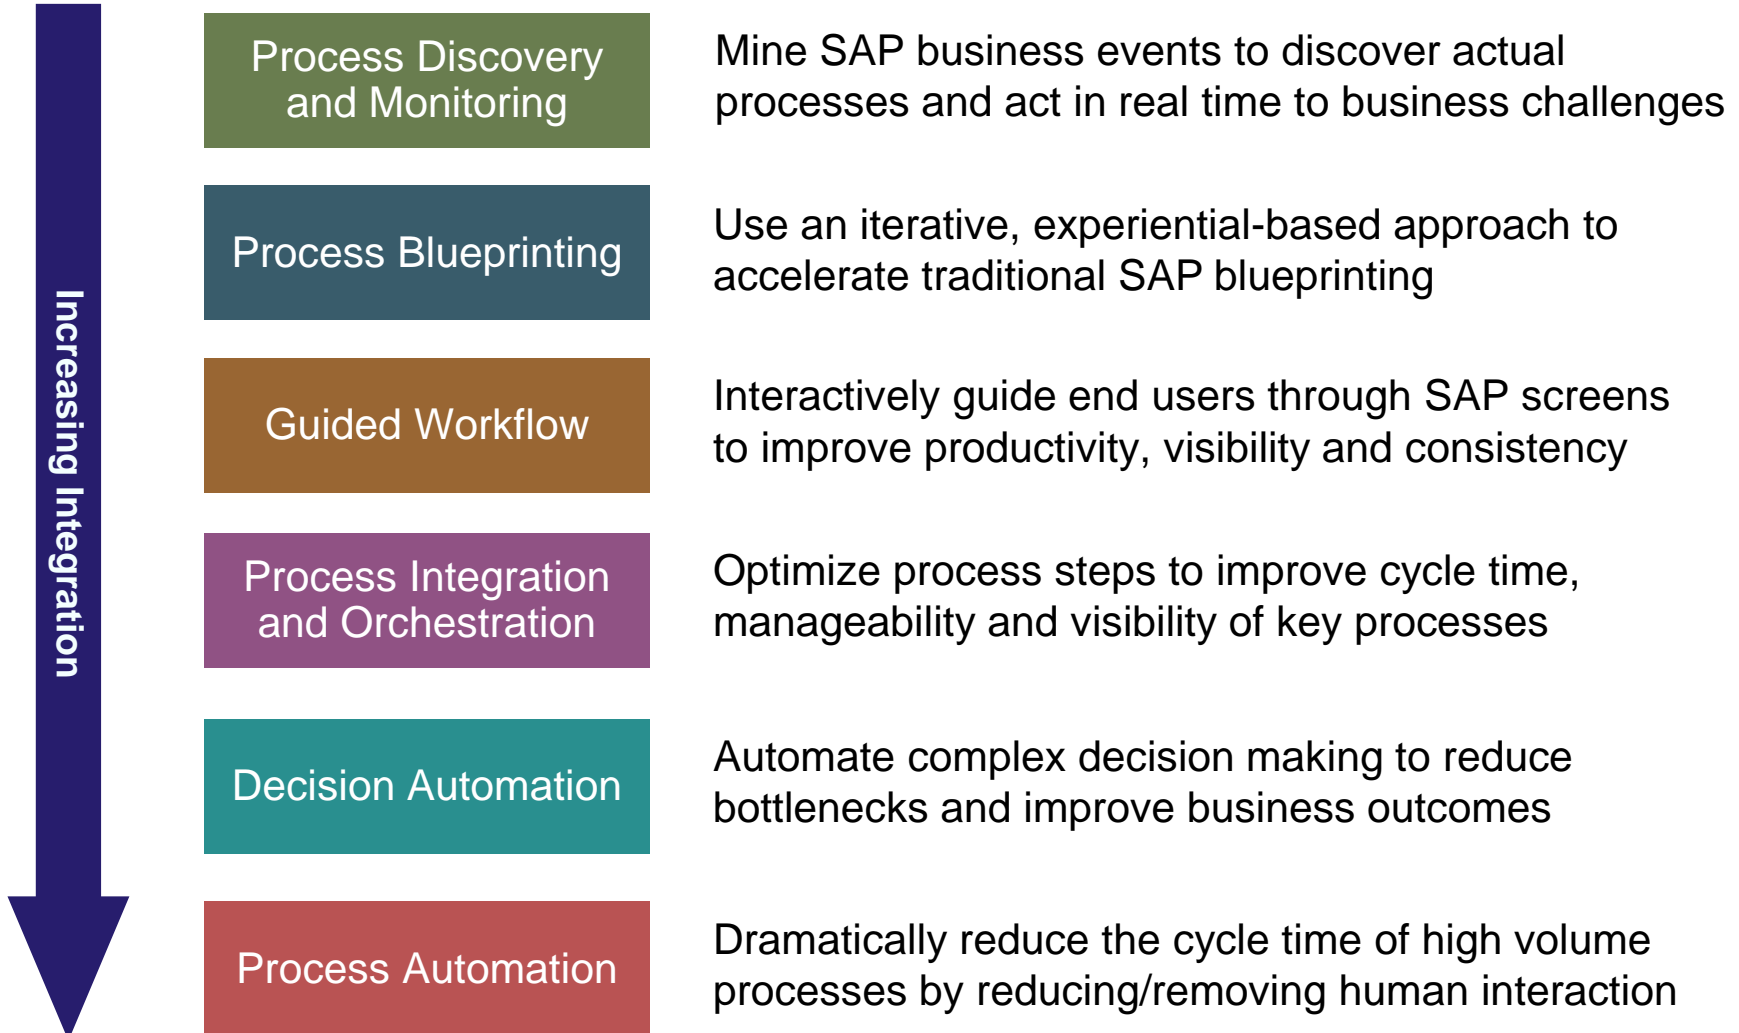 Increasing Integration
Process Discovery
and Monitoring
Mine SAP business events to discover actual
processes and act in real time to business challenges
Process Blueprinting
Use an iterative, experiential-based approach to
accelerate traditional SAP blueprinting
Guided Workflow
Interactively guide end users through SAP screens
to improve productivity, visibility and consistency
Process Integration
and Orchestration
Optimize process steps to improve cycle time,
manageability and visibility of key processes
Decision Automation
Automate complex decision making to reduce
bottlenecks and improve business outcomes
Process Automation
Dramatically reduce the cycle time of high volume
processes by reducing/removing human interaction